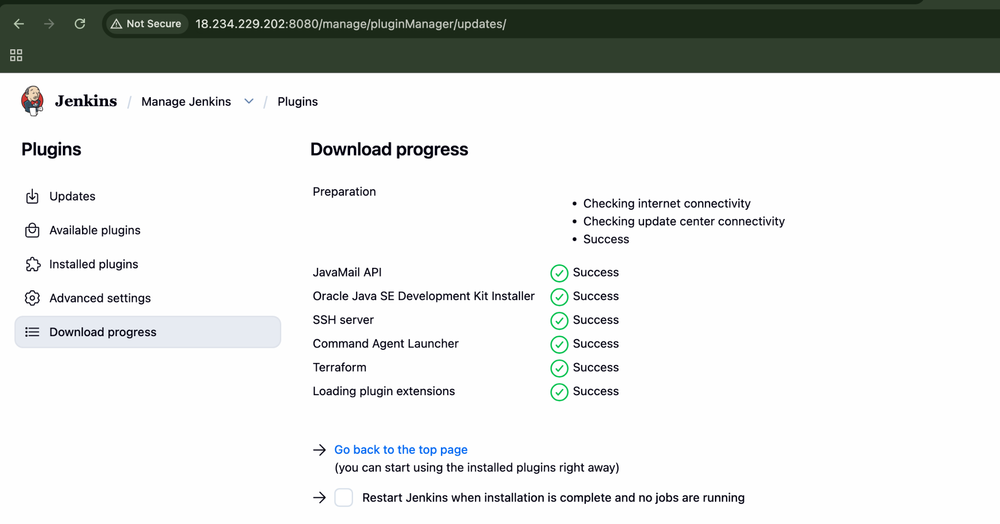 Not Secure 18.234.229.202:8080/manage/pluginManager/updates/
Jenkins / Manage Jenkins / Plugins
Plugins
Updates
Available plugins
Installed plugins
Advanced settings
Download progress
Download progress
Preparation
• Checking internet connectivity
• Checking update center connectivity
• Success
JavaMail API Success
Oracle Java SE Development Kit Installer Success
SSH server Success
Command Agent Launcher Success
Terraform Success
Loading plugin extensions Success
→ Go back to the top page
(you can start using the installed plugins right away)
→ Restart Jenkins when installation is complete and no jobs are running